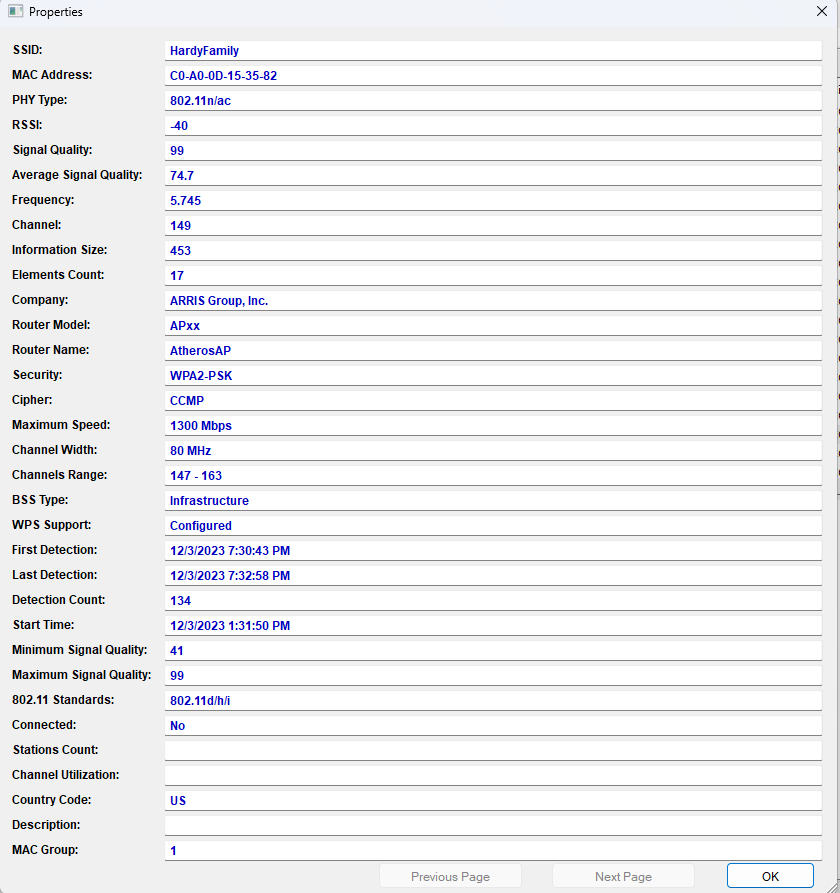 Properties
SSID: HardyFamily
MAC Address: C0-A0-0D-15-35-82
PHY Type: 802.11n/ac
RSSI: -40
Signal Quality: 99
Average Signal Quality: 74.7
Frequency: 5.745
Channel: 149
Information Size: 453
Elements Count: 17
Company: ARRIS Group, Inc.
Router Model: APxx
Router Name: AtherosAP
Security: WPA2-PSK
Cipher: CCMP
Maximum Speed: 1300 Mbps
Channel Width: 80 MHz
Channels Range: 147 - 163
BSS Type: Infrastructure
WPS Support: Configured
First Detection: 12/3/2023 7:30:43 PM
Last Detection: 12/3/2023 7:32:58 PM
Detection Count: 134
Start Time: 12/3/2023 1:31:50 PM
Minimum Signal Quality: 41
Maximum Signal Quality: 99
802.11 Standards: 802.11d/h/i
Connected: No
Stations Count:
Channel Utilization:
Country Code: US
Description:
MAC Group: 1
Previous Page Next Page OK